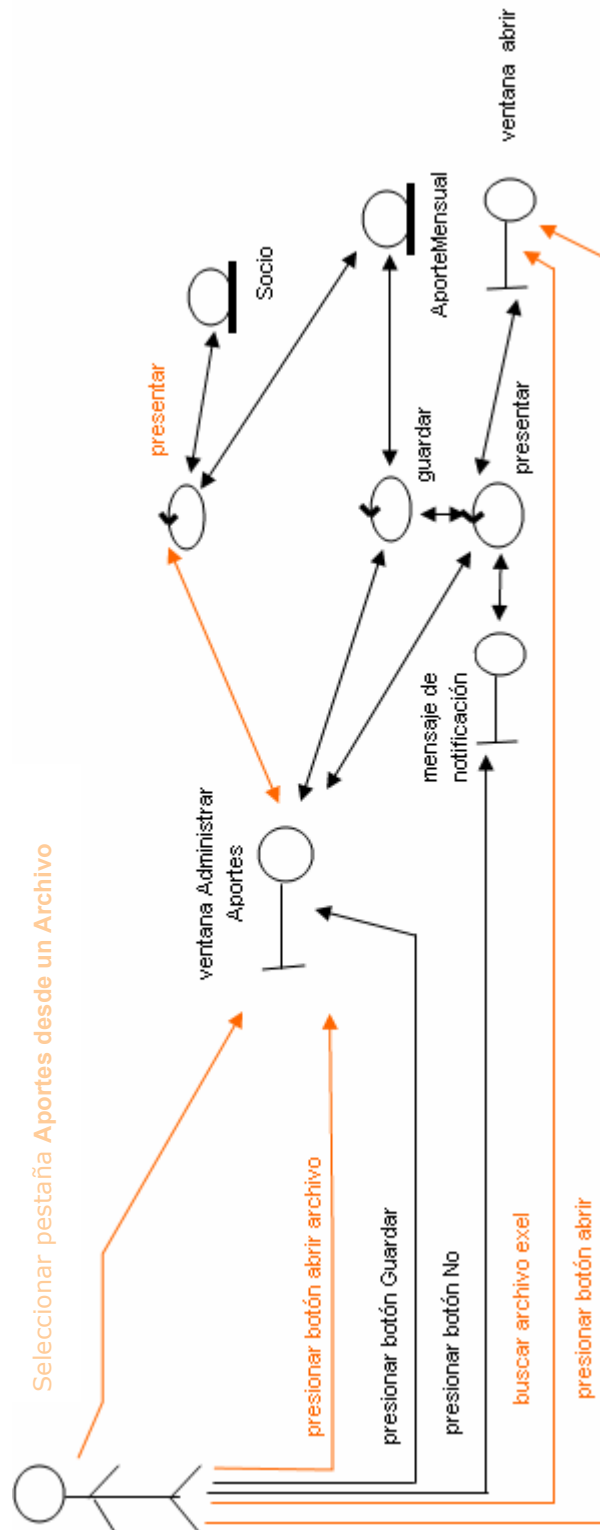 Seleccionar pestaña Aportes desde un Archivo
presentar
Socio
ventana Administrar
Aportes
guardar
AporteMensual
presionar botón abrir archivo
presionar botón Guardar
mensaje de
notificación
presentar
ventana abrir
presionar botón No
buscar archivo exel
presionar botón abrir